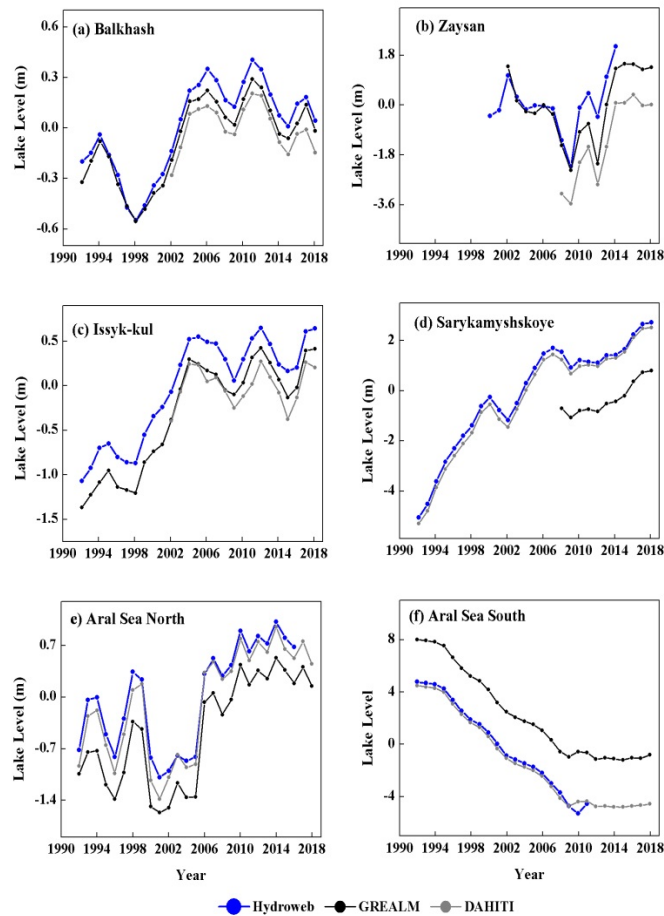 (a) Balkhash
Lake Level (m)
0.6
0.3
0.0
-0.3
-0.6
1990 1994 1998 2002 2006 2010 2014 2018
(b) Zaysan
Lake Level (m)
1.8
0.0
-1.8
-3.6
1990 1994 1998 2002 2006 2010 2014 2018
(c) Issyk-kul
Lake Level (m)
0.5
0.0
-0.5
-1.0
-1.5
1990 1994 1998 2002 2006 2010 2014 2018
(d) Sarykamyshskoye
Lake Level (m)
2
0
-2
-4
1990 1994 1998 2002 2006 2010 2014 2018
e) Aral Sea North
Lake Level (m)
0.7
0.0
-0.7
-1.4
1990 1994 1998 2002 2006 2010 2014 2018
Year
(f) Aral Sea South
Lake Level
8
4
0
-4
1990 1994 1998 2002 2006 2010 2014 2018
Year
Hydroweb GREALM DAHITI